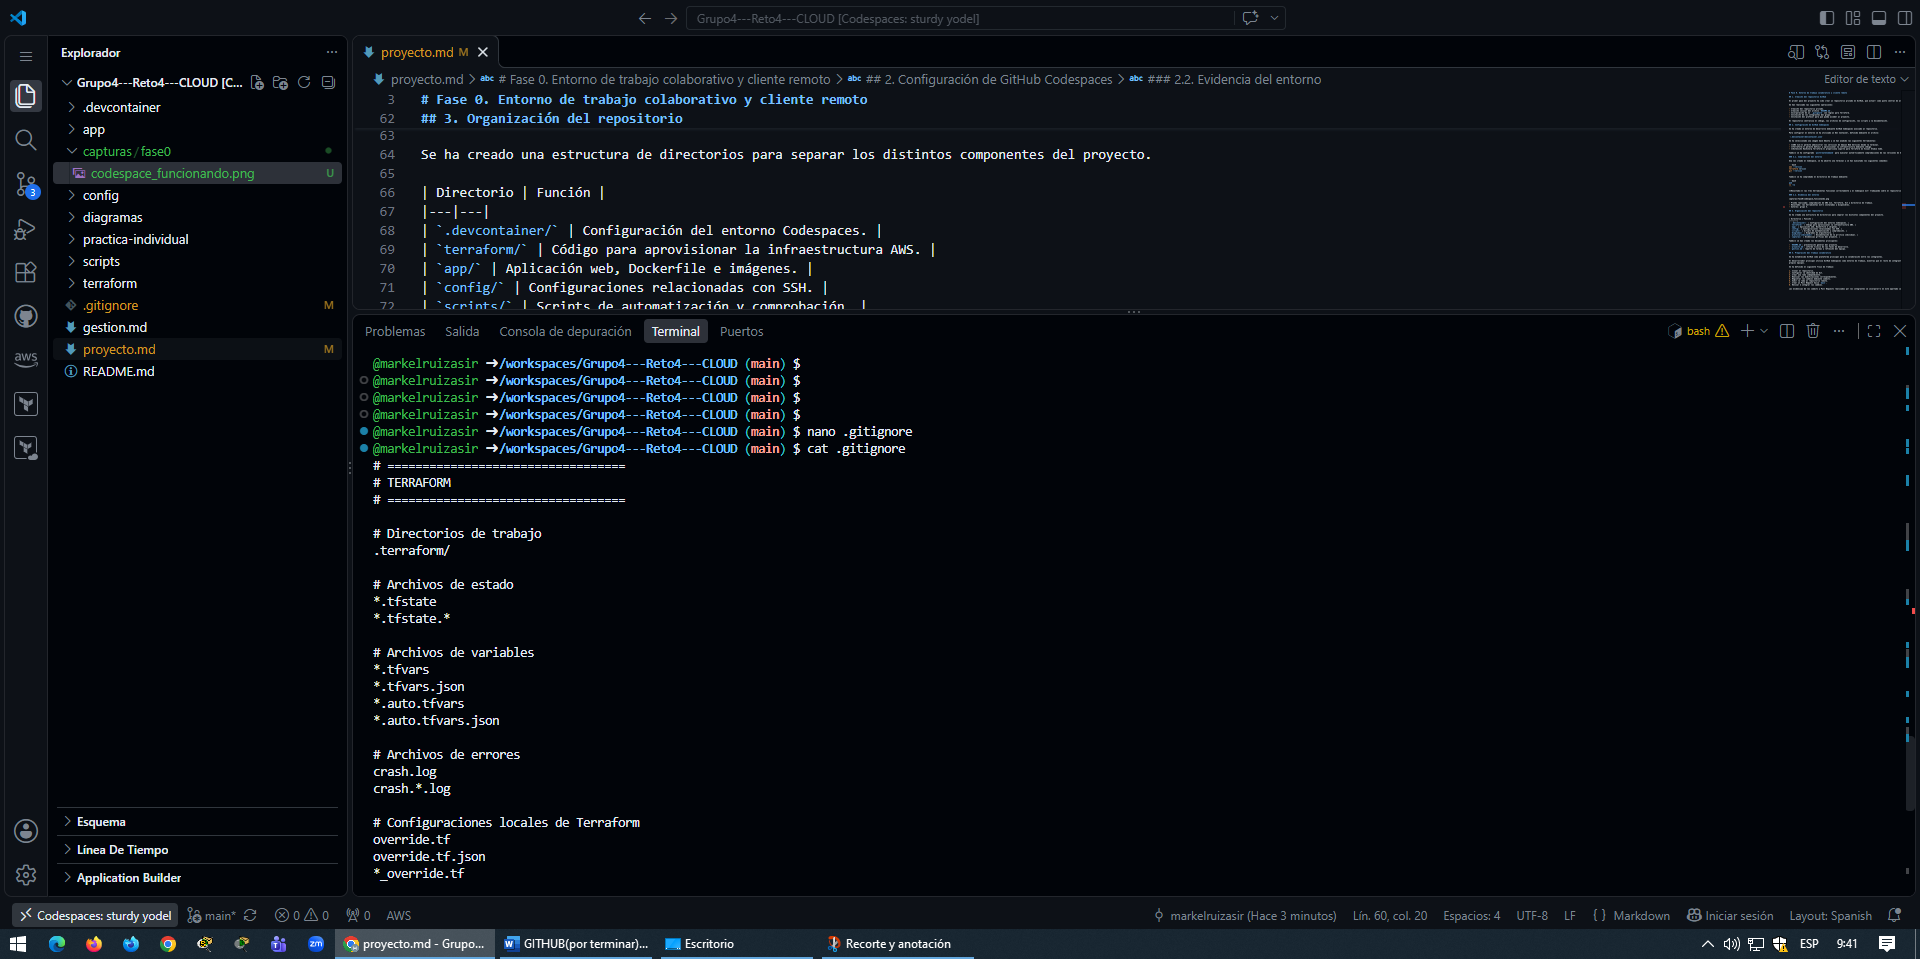 Grupo4---Reto4---CLOUD [Codespaces: sturdy yodel]
Explorador
Grupo4---Reto4---CLOUD [C...
.devcontainer
app
capturas / fase0
codespace_funcionando.png U
config
diagramas
practica-individual
scripts
terraform
.gitignore M
gestion.md
proyecto.md M
README.md
Esquema
Línea De Tiempo
Application Builder
3
aws
proyecto.md M
proyecto.md > # Fase 0. Entorno de trabajo colaborativo y cliente remoto > ## 2. Configuración de GitHub Codespaces > ### 2.2. Evidencia del entorno
Editor de texto
3 # Fase 0. Entorno de trabajo colaborativo y cliente remoto
62 ## 3. Organización del repositorio
63
64 Se ha creado una estructura de directorios para separar los distintos componentes del proyecto.
65
66 | Directorio | Función |
67 |---|---|
68 | `.devcontainer/` | Configuración del entorno Codespaces. |
69 | `terraform/` | Código para aprovisionar la infraestructura AWS. |
70 | `app/` | Aplicación web, Dockerfile e imágenes. |
71 | `config/` | Configuraciones relacionadas con SSH. |
72 | `scripts/` | Scripts de automatización y comprobación. |
Problemas Salida Consola de depuración Terminal Puertos
bash
@markelruizasir ➜/workspaces/Grupo4---Reto4---CLOUD (main) $
@markelruizasir ➜/workspaces/Grupo4---Reto4---CLOUD (main) $
@markelruizasir ➜/workspaces/Grupo4---Reto4---CLOUD (main) $
@markelruizasir ➜/workspaces/Grupo4---Reto4---CLOUD (main) $
@markelruizasir ➜/workspaces/Grupo4---Reto4---CLOUD (main) $ nano .gitignore
@markelruizasir ➜/workspaces/Grupo4---Reto4---CLOUD (main) $ cat .gitignore
# ==================================
# TERRAFORM
# ==================================
# Directorios de trabajo
.terraform/
# Archivos de estado
*.tfstate
*.tfstate.*
# Archivos de variables
*.tfvars
*.tfvars.json
*.auto.tfvars
*.auto.tfvars.json
# Archivos de errores
crash.log
crash.*.log
# Configuraciones locales de Terraform
override.tf
override.tf.json
*_override.tf
Codespaces: sturdy yodel main* 0 0 0 AWS
markelruizasir (Hace 3 minutos) Lín. 60, col. 20 Espacios: 4 UTF-8 LF { } Markdown Iniciar sesión Layout: Spanish
zm
proyecto.md - Grupo... GITHUB(por terminar)... Escritorio Recorte y anotación
ESP 9:41